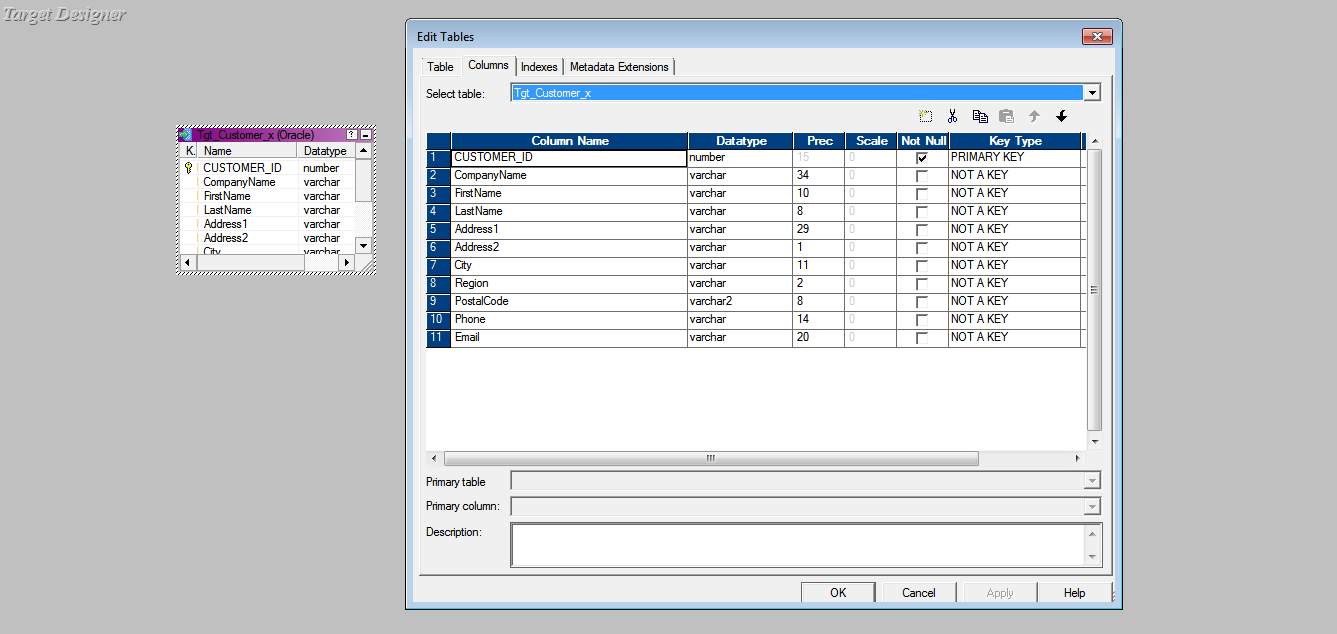 Target Designer
Tgt_Customer_x (Oracle) ?
K. Name Datatype
CUSTOMER_ID number
CompanyName varchar
FirstName varchar
LastName varchar
Address1 varchar
Address2 varchar
City varchar
Edit Tables
Table Columns Indexes Metadata Extensions
Select table: Tgt_Customer_x
Column Name Datatype Prec Scale Not Null Key Type
1 CUSTOMER_ID number 15 0 PRIMARY KEY
2 CompanyName varchar 34 0 NOT A KEY
3 FirstName varchar 10 0 NOT A KEY
4 LastName varchar 8 0 NOT A KEY
5 Address1 varchar 29 0 NOT A KEY
6 Address2 varchar 1 0 NOT A KEY
7 City varchar 11 0 NOT A KEY
8 Region varchar 2 0 NOT A KEY
9 PostalCode varchar2 8 0 NOT A KEY
10 Phone varchar 14 0 NOT A KEY
11 Email varchar 20 0 NOT A KEY
Primary table
Primary column:
Description:
OK Cancel Apply Help